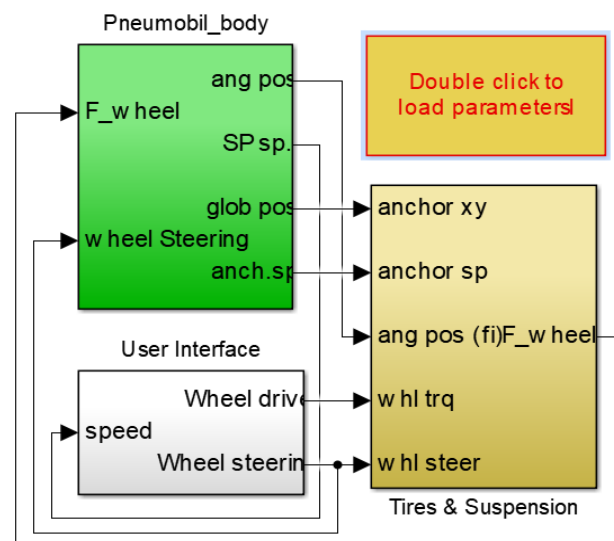 Pneumobil_body
ang pos
F_w heel
SP sp.
glob pos
w heel Steering
anch.sp
Double click to
load parameters!
anchor xy
anchor sp
ang pos (fi)F_w heel
w hl trq
w hl steer
Tires & Suspension
User Interface
Wheel drive
speed
Wheel steerin